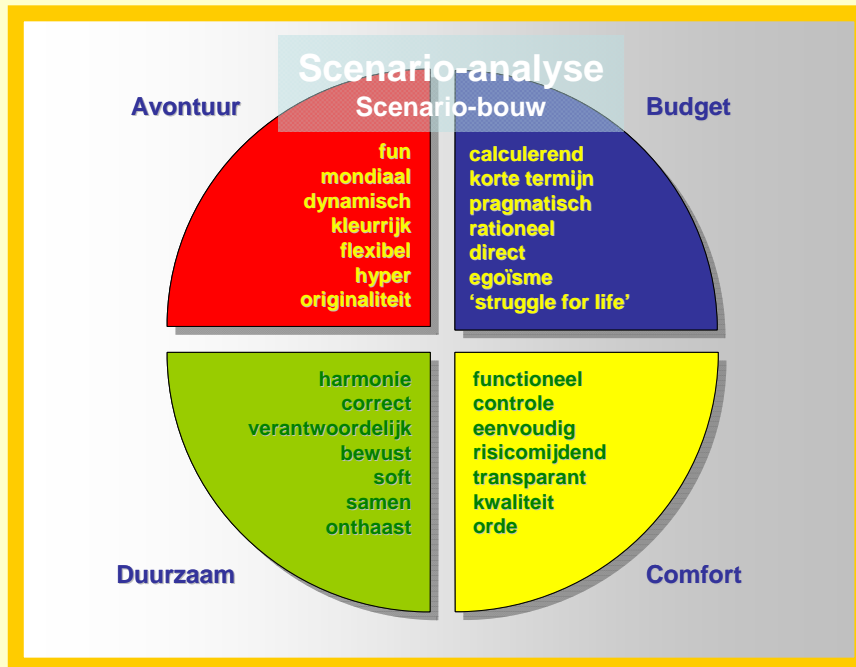 Scenario-analyse
Scenario-bouw
Avontuur
fun
mondiaal
dynamisch
kleurrijk
flexibel
hyper
originaliteit
Budget
calculerend
korte termijn
pragmatisch
rationeel
direct
egoïsme
‘struggle for life’
harmonie
correct
verantwoordelijk
bewust
soft
samen
onthaast
Duurzaam
functioneel
controle
eenvoudig
risicomijdend
transparant
kwaliteit
orde
Comfort